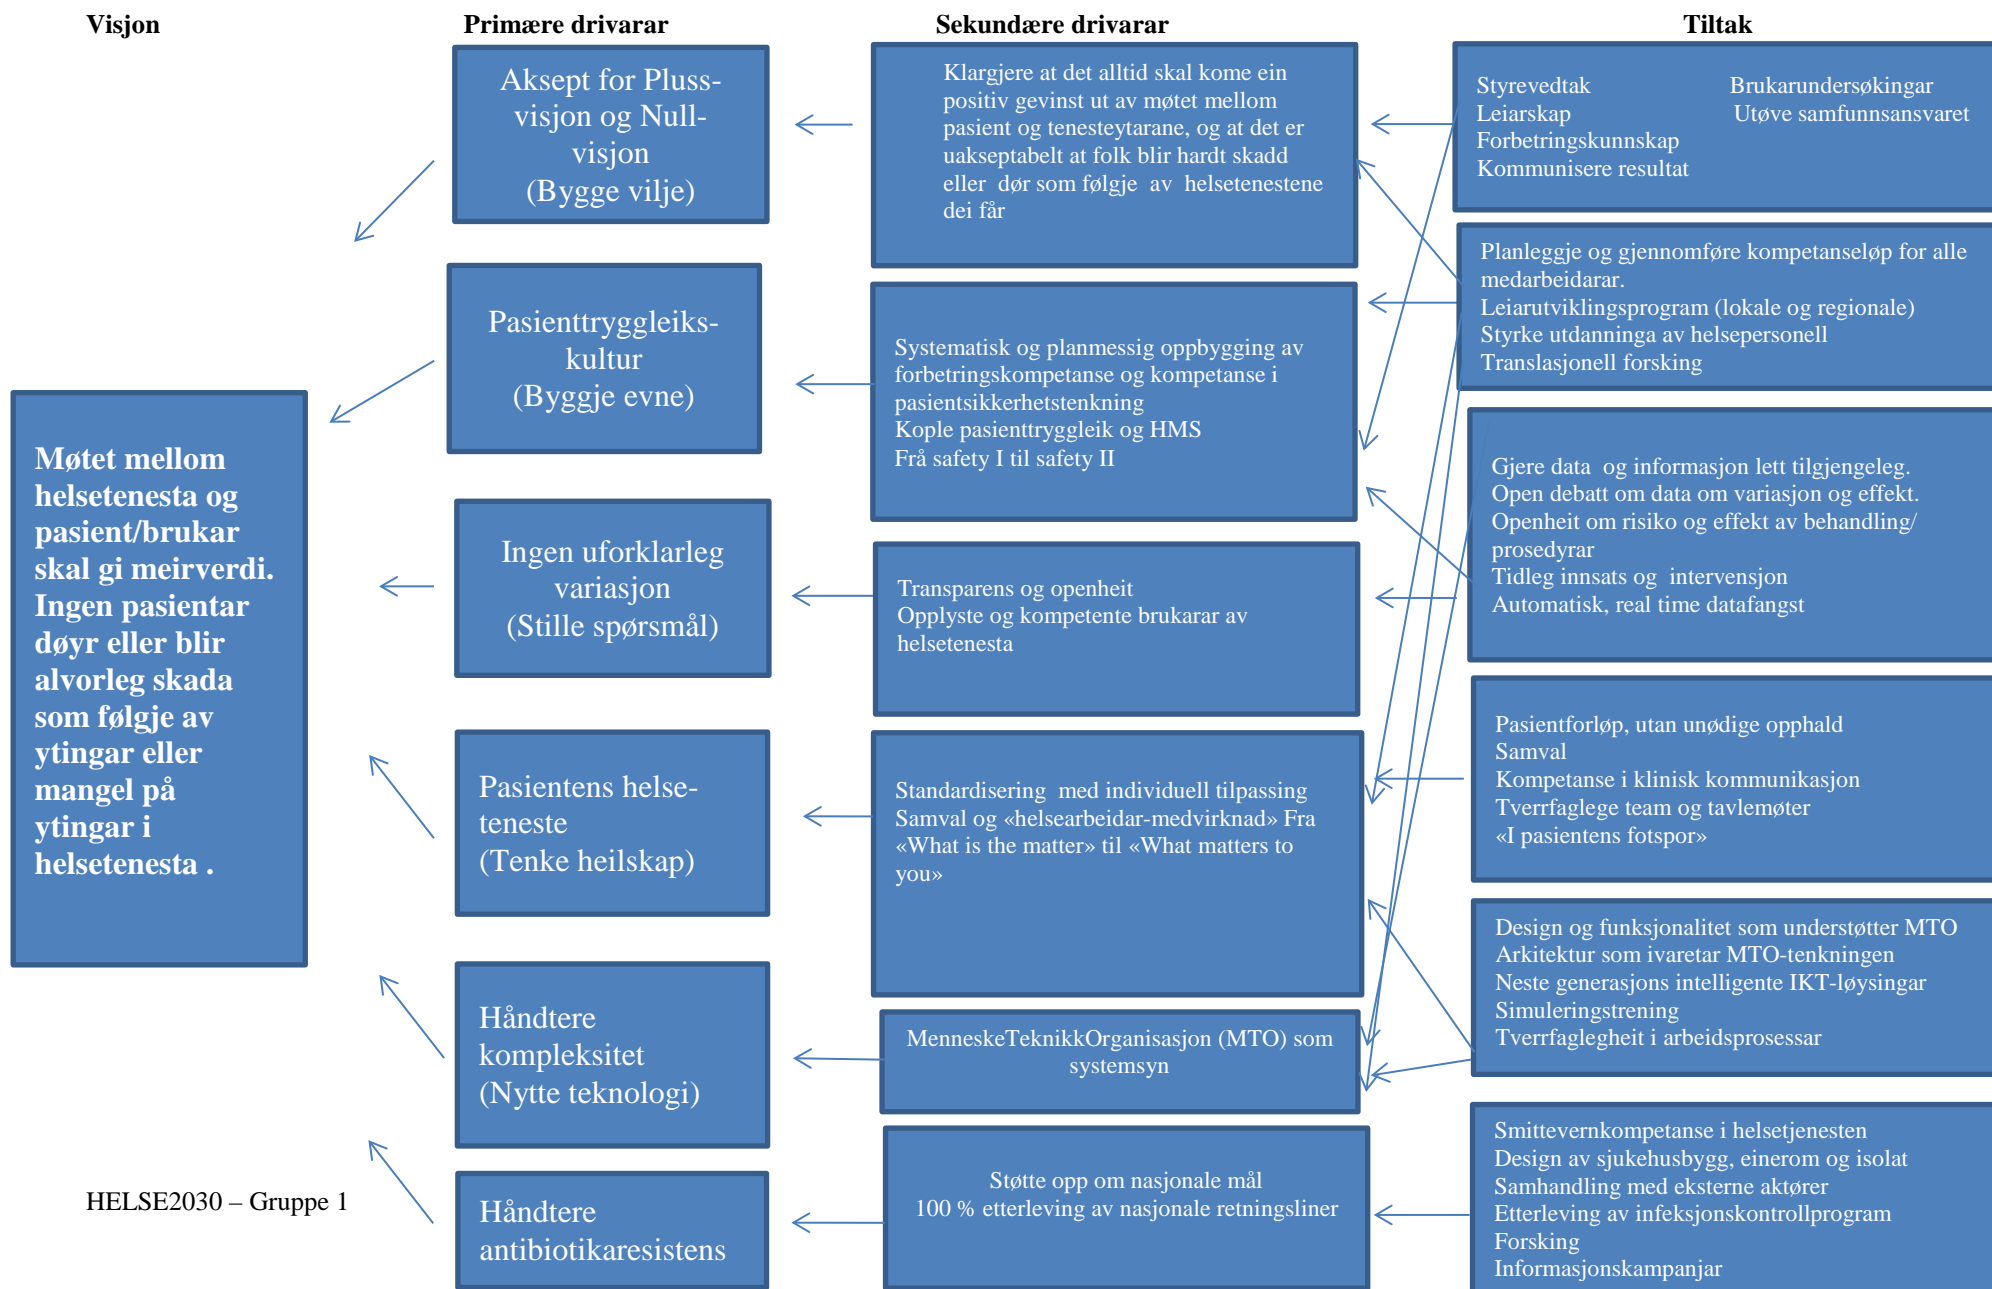 Visjon
Primære drivarar
Sekundære drivarar
Tiltak
Møtet mellom
helsetenesta og
pasient/brukar
skal gi meirverdi.
Ingen pasientar
døyr eller blir
alvorleg skada
som følgje av
ytingar eller
mangel på
ytingar i
helsetenesta .
Aksept for Pluss-
visjon og Null-
visjon
(Bygge vilje)
Pasienttryggleiks-
kultur
(Byggje evne)
Ingen uforklarleg
variasjon
(Stille spørsmål)
Pasientens helse-
teneste
(Tenke heilskap)
Håndtere
kompleksitet
(Nytte teknologi)
Håndtere
antibiotikaresistens
Klargjere at det alltid skal kome ein
positiv gevinst ut av møtet mellom
pasient og tenesteytarane, og at det er
uakseptabelt at folk blir hardt skadd
eller dør som følgje av helsetenestene
dei får
Systematisk og planmessig oppbygging av
forbetringskompetanse og kompetanse i
pasientsikkerhetstenkning
Kople pasienttryggleik og HMS
Frå safety I til safety II
Transparens og openheit
Opplyste og kompetente brukarar av
helsetenesta
Standardisering med individuell tilpassing
Samval og «helsearbeidar-medvirknad» Fra
«What is the matter» til «What matters to
you»
MenneskeTeknikkOrganisasjon (MTO) som
systemsyn
Støtte opp om nasjonale mål
100 % etterleving av nasjonale retningsliner
Styrevedtak Brukarundersøkingar
Leiarskap Utøve samfunnsansvaret
Forbetringskunnskap
Kommunisere resultat
Planleggje og gjennomføre kompetanseløp for alle
medarbeidarar.
Leiarutviklingsprogram (lokale og regionale)
Styrke utdanninga av helsepersonell
Translasjonell forsking
Gjere data og informasjon lett tilgjengeleg.
Open debatt om data om variasjon og effekt.
Openheit om risiko og effekt av behandling/
prosedyrar
Tidleg innsats og intervensjon
Automatisk, real time datafangst
Pasientforløp, utan unødige opphald
Samval
Kompetanse i klinisk kommunikasjon
Tverrfaglege team og tavlemøter
«I pasientens fotspor»
Design og funksjonalitet som understøtter MTO
Arkitektur som ivaretar MTO-tenkningen
Neste generasjons intelligente IKT-løysingar
Simuleringstrening
Tverrfaglegheit i arbeidsprosessar
Smittevernkompetanse i helsetjenesten
Design av sjukehusbygg, einerom og isolat
Samhandling med eksterne aktører
Etterleving av infeksjonskontrollprogram
Forsking
Informasjonskampanjar
HELSE2030 – Gruppe 1